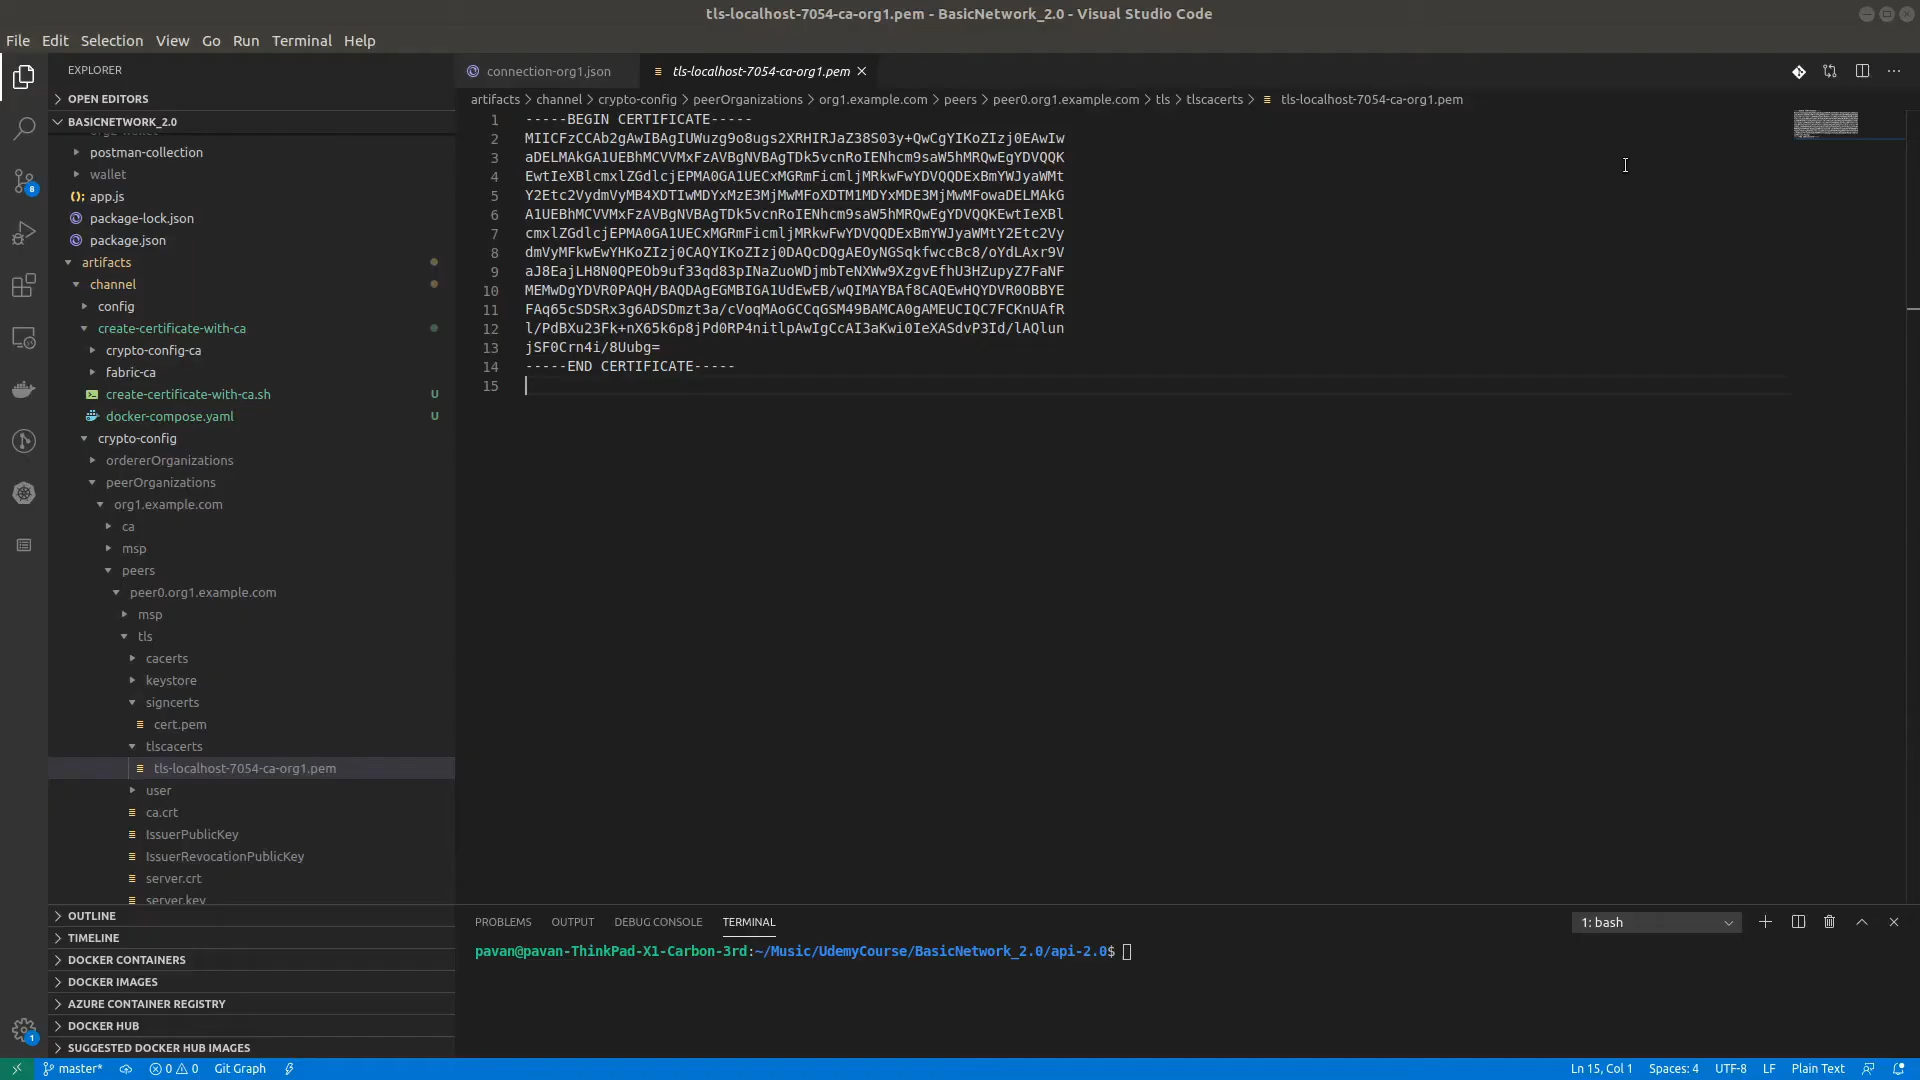 tls-localhost-7054-ca-org1.pem - BasicNetwork_2.0 - Visual Studio Code
File Edit Selection View Go Run Terminal Help
EXPLORER
OPEN EDITORS
BASICNETWORK_2.0
postman-collection
wallet
app.js
package-lock.json
package.json
artifacts
channel
config
create-certificate-with-ca
crypto-config-ca
fabric-ca
create-certificate-with-ca.sh U
docker-compose.yaml U
crypto-config
ordererOrganizations
peerOrganizations
org1.example.com
ca
msp
peers
peer0.org1.example.com
msp
tls
cacerts
keystore
signcerts
cert.pem
tlscacerts
tls-localhost-7054-ca-org1.pem
user
ca.crt
IssuerPublicKey
IssuerRevocationPublicKey
server.crt
server.key
OUTLINE
TIMELINE
DOCKER CONTAINERS
DOCKER IMAGES
AZURE CONTAINER REGISTRY
DOCKER HUB
SUGGESTED DOCKER HUB IMAGES
8
1
connection-org1.json tls-localhost-7054-ca-org1.pem
artifacts > channel > crypto-config > peerOrganizations > org1.example.com > peers > peer0.org1.example.com > tls > tlscacerts > tls-localhost-7054-ca-org1.pem
1 -----BEGIN CERTIFICATE-----
2 MIICFzCCAb2gAwIBAgIUWuzg9o8ugs2XRHIRJaZ38S03y+QwCgYIKoZIzj0EAwIw
3 aDELMAkGA1UEBhMCVVMxFzAVBgNVBAgTDk5vcnRoIENhcm9saW5hMRQwEgYDVQQK
4 EwtIeXBlcmxlZGdlcjEPMA0GA1UECxMGRmFicmljMRkwFwYDVQQDExBmYWJyaWMt
5 Y2Etc2VydmVyMB4XDTIwMDYxMzE3MjMwMFoXDTM1MDYxMDE3MjMwMFowaDELMAkG
6 A1UEBhMCVVMxFzAVBgNVBAgTDk5vcnRoIENhcm9saW5hMRQwEgYDVQQKEwtIeXBl
7 cmxlZGdlcjEPMA0GA1UECxMGRmFicmljMRkwFwYDVQQDExBmYWJyaWMtY2Etc2Vy
8 dmVyMFkwEwYHKoZIzj0CAQYIKoZIzj0DAQcDQgAEOyNGSqkfwccBc8/oYdLAxr9V
9 aJ8EajLH8N0QPEOb9uf33qd83pINaZuoWDjmbTeNXWw9XzgvEfhU3HZupyZ7FaNF
10 MEMwDgYDVR0PAQH/BAQDAgEGMBIGA1UdEwEB/wQIMAYBAf8CAQEwHQYDVR0OBBYE
11 FAq65cSDSRx3g6ADSDmzt3a/cVoqMAoGCCqGSM49BAMCA0gAMEUCIQC7FCKnUAfR
12 l/PdBXu23Fk+nX65k6p8jPd0RP4nitlpAwIgCcAI3aKwi0IeXASdvP3Id/lAQlun
13 jSF0Crn4i/8Uubg=
14 -----END CERTIFICATE-----
15
PROBLEMS OUTPUT DEBUG CONSOLE TERMINAL 1: bash
pavan@pavan-ThinkPad-X1-Carbon-3rd:~/Music/UdemyCourse/BasicNetwork_2.0/api-2.0$
master* 0 0 Git Graph Ln 15, Col 1 Spaces: 4 UTF-8 LF Plain Text